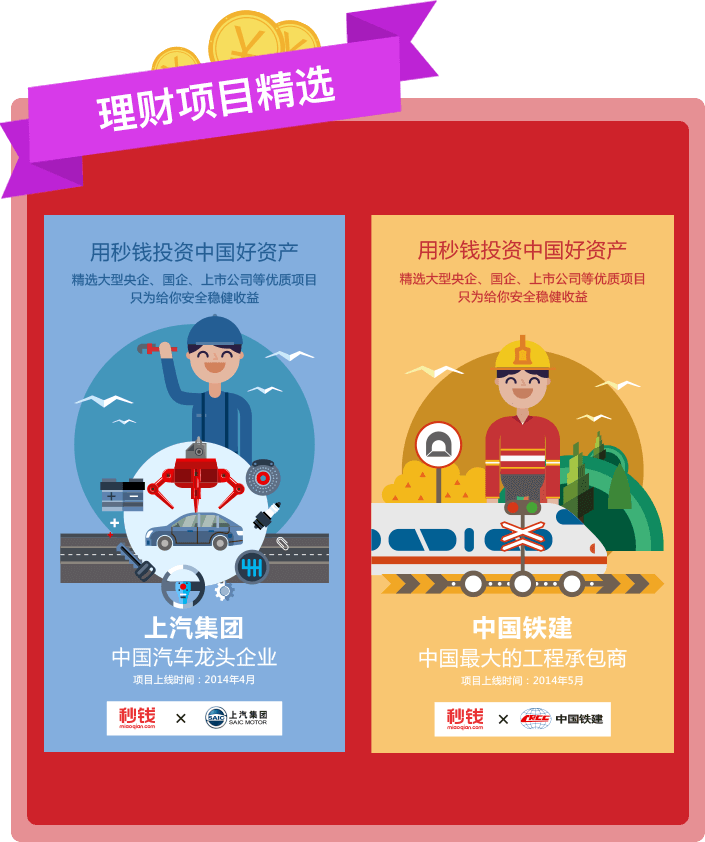 理财项目精选
用秒钱投资中国好资产
精选大型央企、国企、上市公司等优质项目
只为给你安全稳健收益
上汽集团
中国汽车龙头企业
项目上线时间：2014年4月
秒钱
miaoqian.com
×
SAIC
上汽集团
SAIC MOTOR
用秒钱投资中国好资产
精选大型央企、国企、上市公司等优质项目
只为给你安全稳健收益
中国铁建
中国最大的工程承包商
项目上线时间：2014年5月
秒钱
miaoqian.com
×
CRCC
中国铁建